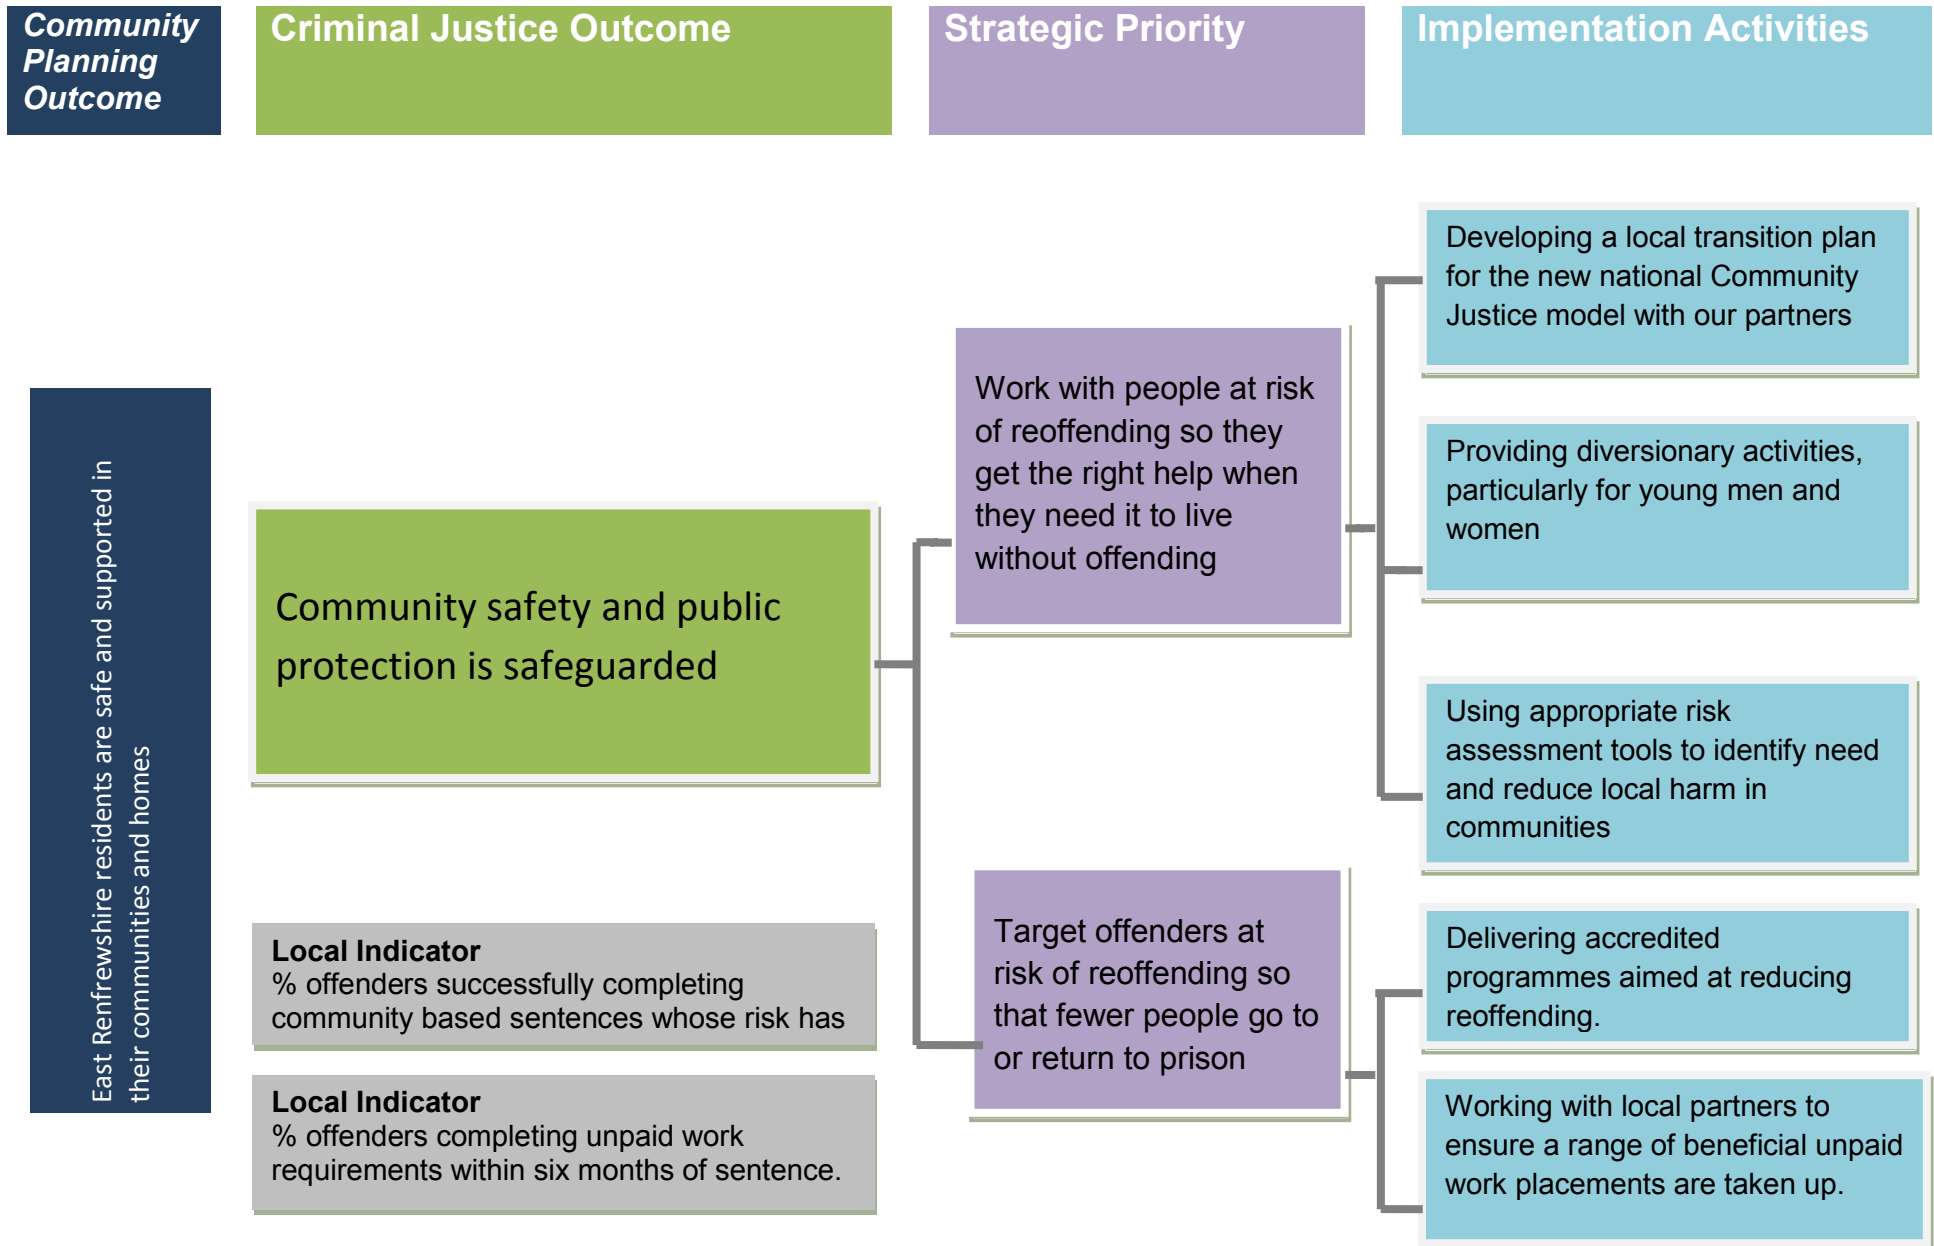 Community
Planning
Outcome
Criminal Justice Outcome
Strategic Priority
Implementation Activities
East Renfrewshire residents are safe and supported in
their communities and homes
Community safety and public
protection is safeguarded
Local Indicator
% offenders successfully completing
community based sentences whose risk has
Local Indicator
% offenders completing unpaid work
requirements within six months of sentence.
Work with people at risk
of reoffending so they
get the right help when
they need it to live
without offending
Target offenders at
risk of reoffending so
that fewer people go to
or return to prison
Developing a local transition plan
for the new national Community
Justice model with our partners
Providing diversionary activities,
particularly for young men and
women
Using appropriate risk
assessment tools to identify need
and reduce local harm in
communities
Delivering accredited
programmes aimed at reducing
reoffending.
Working with local partners to
ensure a range of beneficial unpaid
work placements are taken up.